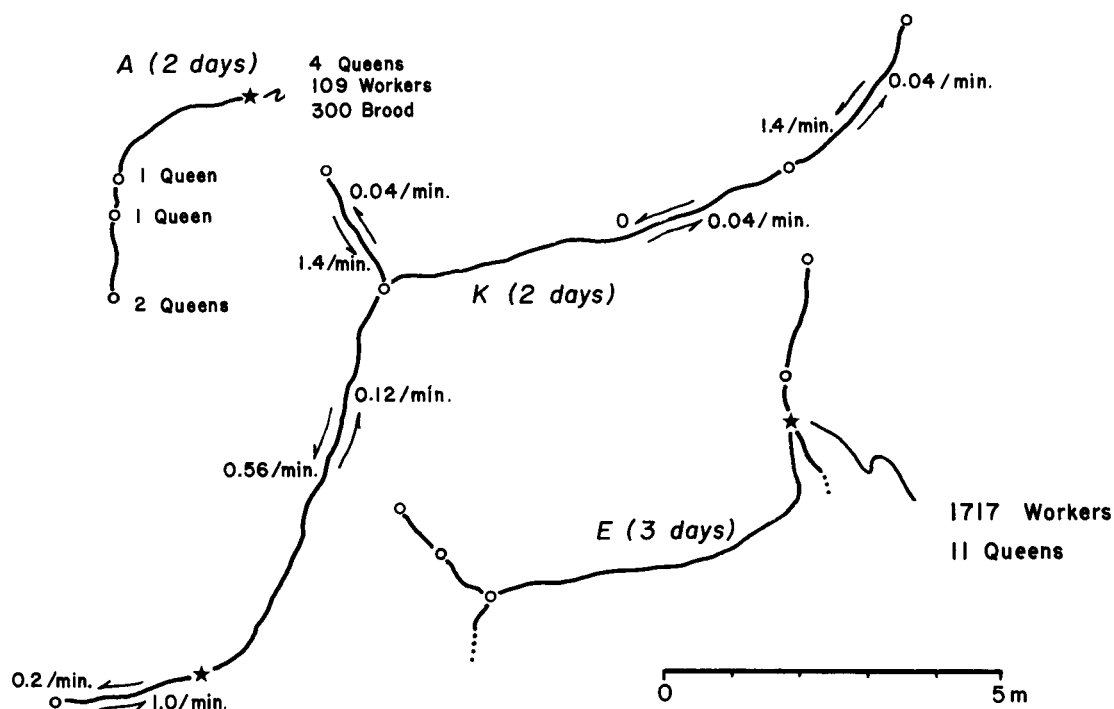 A (2 days)
4 Queens
109 Workers
300 Brood
1 Queen
1 Queen
2 Queens
0.04/min.
1.4/min.
0.04/min.
1.4/min.
0
0.04/min.
K (2 days)
0.12/min.
0.56/min.
E (3 days)
1717 Workers
11 Queens
0.2/min.
1.0/min.
0
5 m